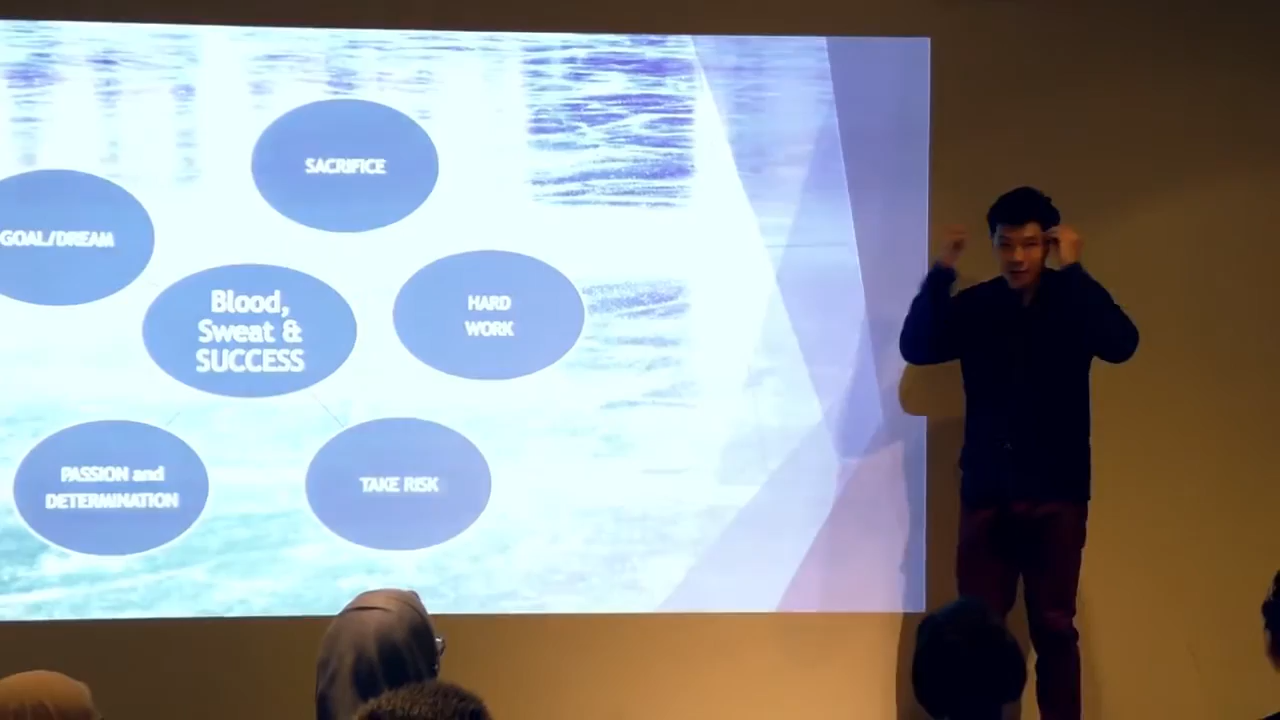 SACRIFICE
GOAL/DREAM
Blood,
Sweat &
SUCCESS
HARD
WORK
PASSION and
DETERMINATION
TAKE RISK